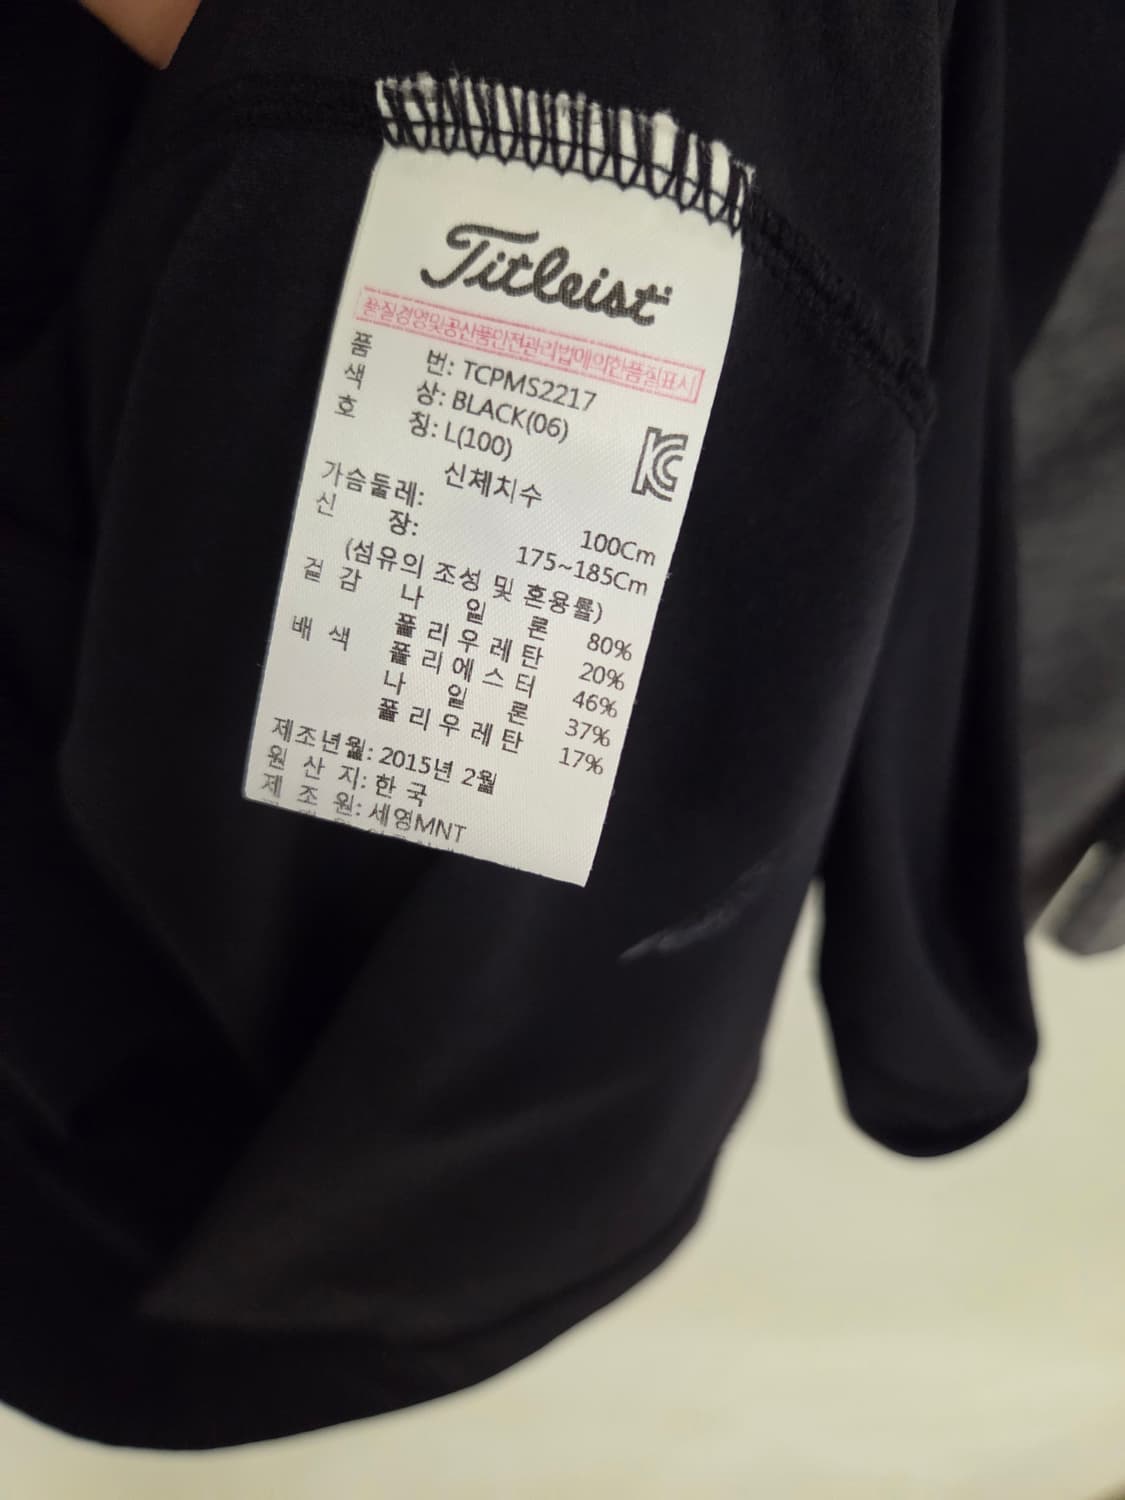 Titleist
품질경영및공산품안전관리법에의한품질표시
품 번: TCPMS2217
색 상: BLACK(06)
호 칭: L(100)
신체치수
가슴둘레: 100Cm
신 장: 175~185Cm
(섬유의 조성 및 혼용률)
겉 감 나 일 론 80%
폴 리 우 레 탄 20%
배 색 폴 리 에 스 터 46%
나 일 론 37%
폴 리 우 레 탄 17%
제조년월: 2015년 2월
원 산 지: 한 국
제 조 원: 세영MNT